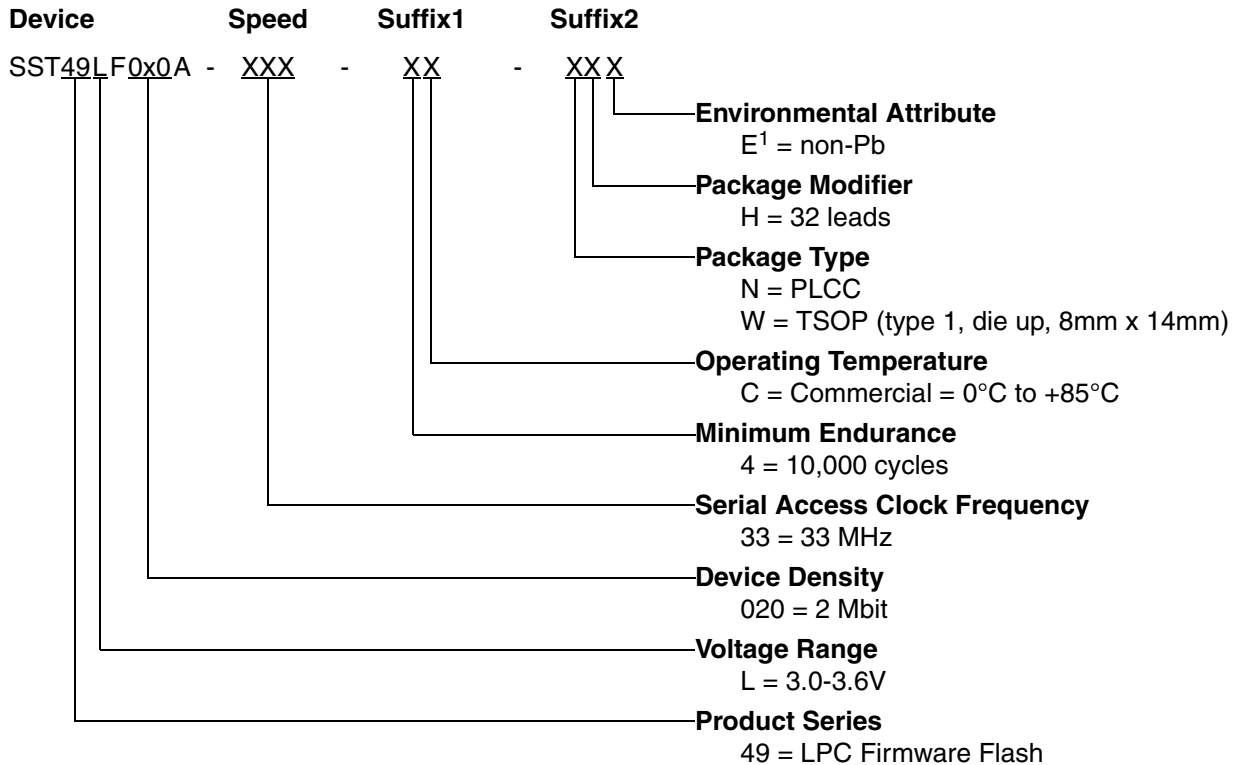 Device Speed Suffix1 Suffix2
SST49LF0x0A - XXX - XX - XX X
Environmental Attribute
E1 = non-Pb
Package Modifier
H = 32 leads
Package Type
N = PLCC
W = TSOP (type 1, die up, 8mm x 14mm)
Operating Temperature
C = Commercial = 0°C to +85°C
Minimum Endurance
4 = 10,000 cycles
Serial Access Clock Frequency
33 = 33 MHz
Device Density
020 = 2 Mbit
Voltage Range
L = 3.0-3.6V
Product Series
49 = LPC Firmware Flash